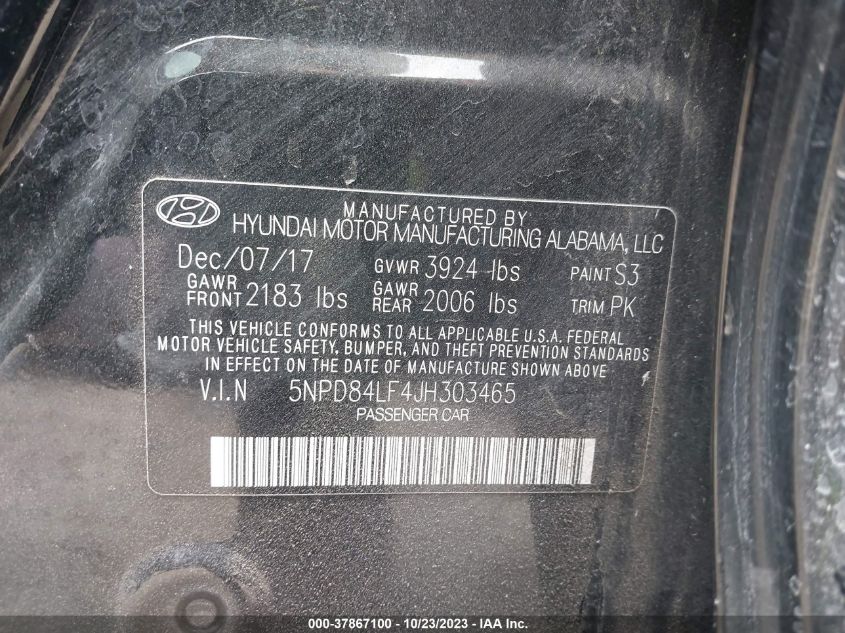 MANUFACTURED BY
HYUNDAI MOTOR MANUFACTURING ALABAMA, LLC
Dec/07/17 GVWR 3924 lbs PAINT S3
GAWR FRONT 2183 lbs GAWR REAR 2006 lbs TRIM PK
THIS VEHICLE CONFORMS TO ALL APPLICABLE U.S.A. FEDERAL
MOTOR VEHICLE SAFETY, BUMPER, AND THEFT PREVENTION STANDARDS
IN EFFECT ON THE DATE OF MANUFACTURE SHOWN ABOVE
V.I.N 5NPD84LF4JH303465
PASSENGER CAR
000-37867100 - 10/23/2023 - IAA Inc.